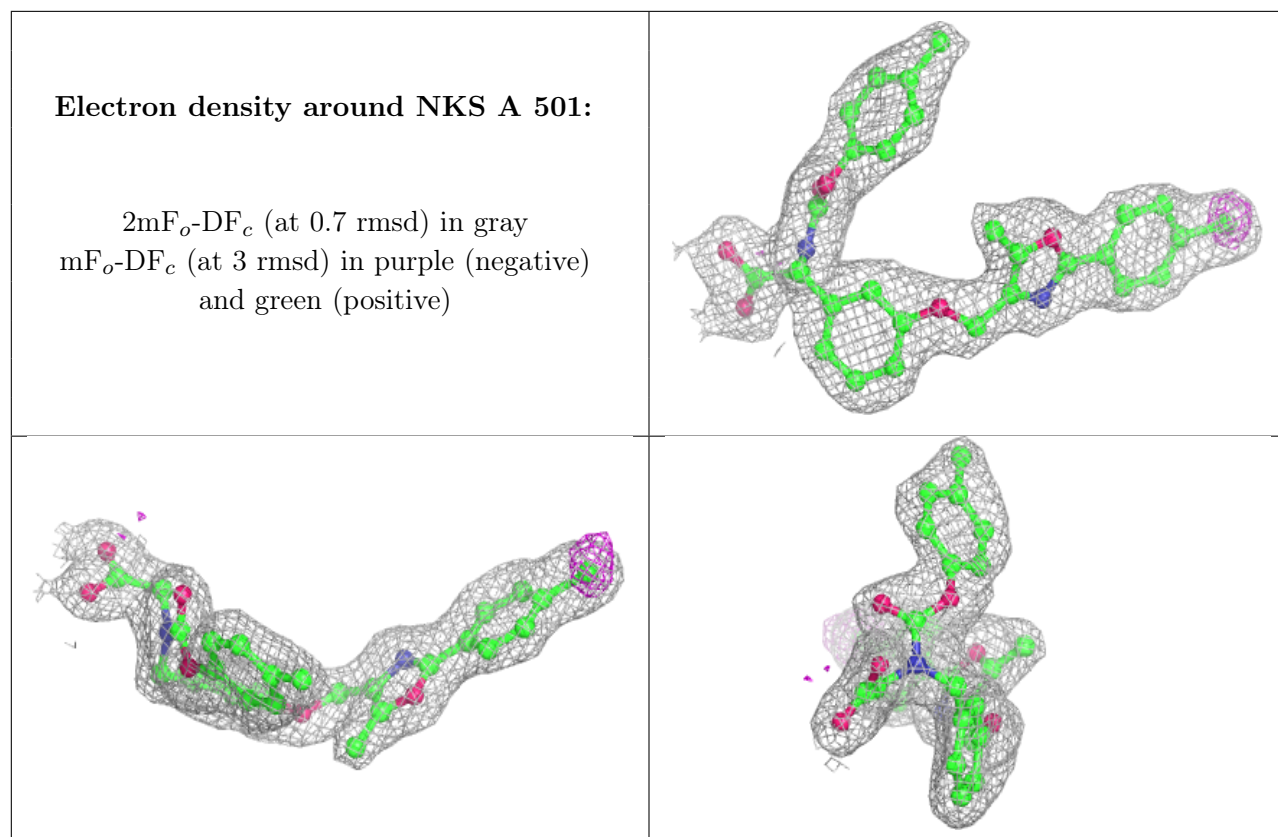 Electron density around NKS A 501:
2mFo-DFc (at 0.7 rmsd) in gray
mFo-DFc (at 3 rmsd) in purple (negative)
and green (positive)